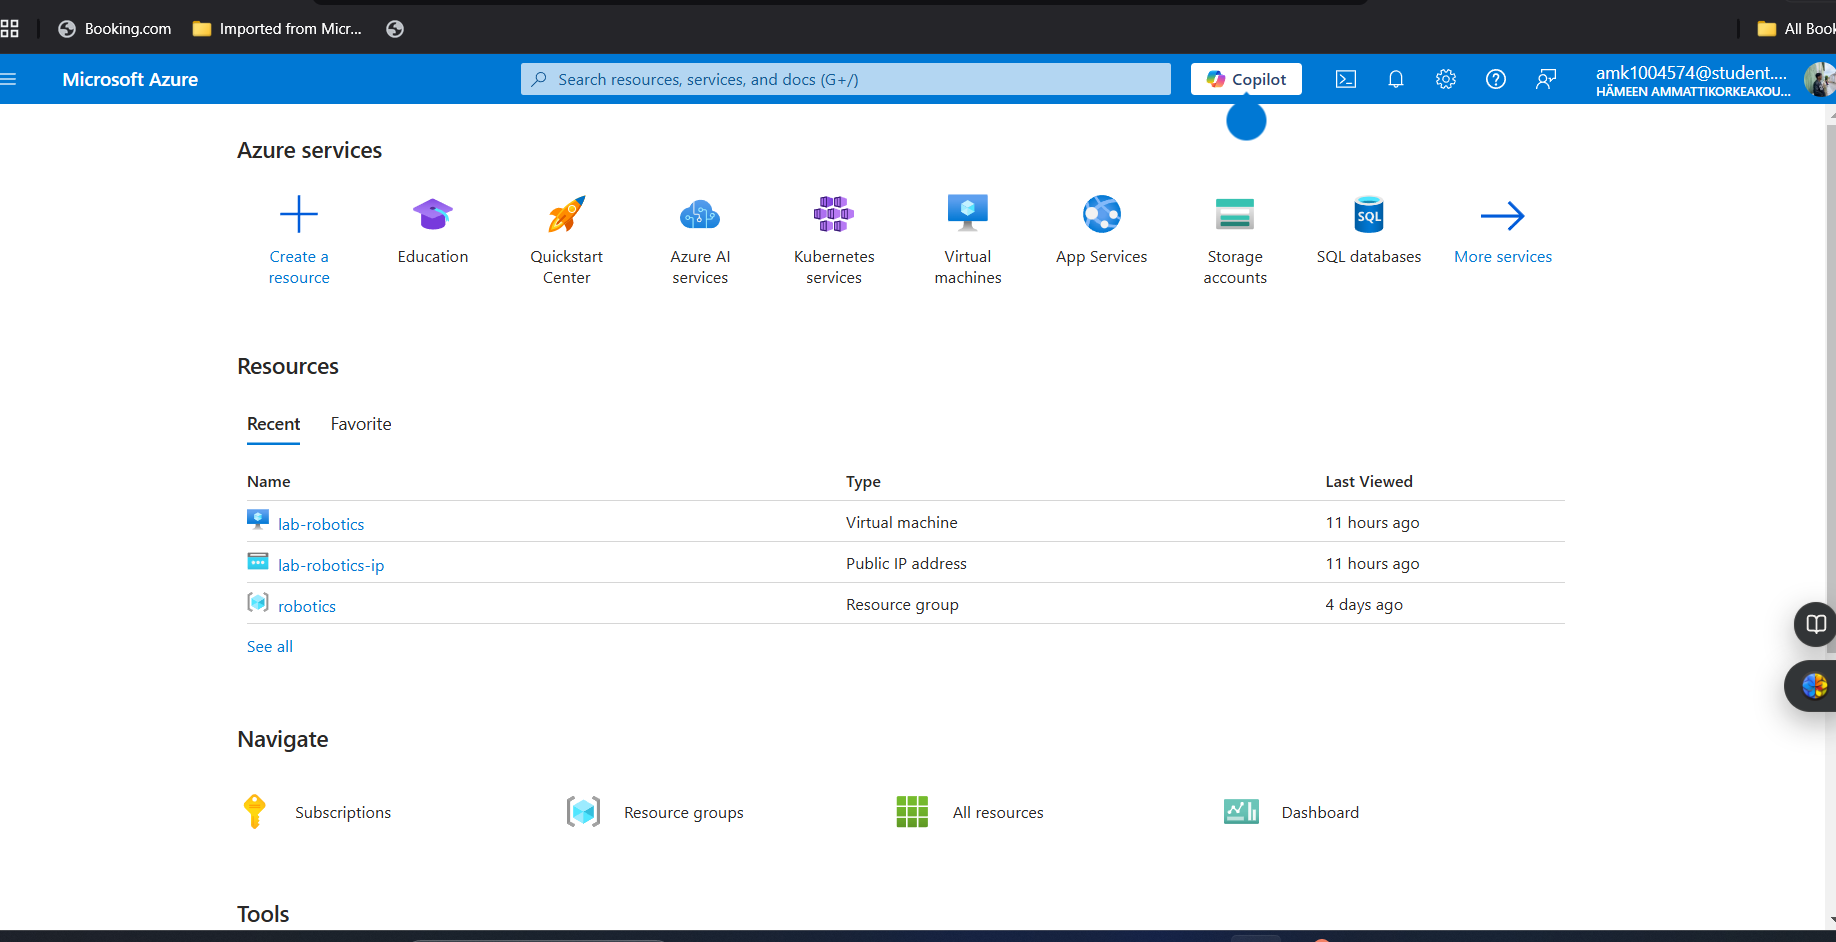 Booking.com Imported from Micr... All Book
Microsoft Azure Search resources, services, and docs (G+/) Copilot amk1004574@student....
HÄMEEN AMMATTIKORKEAKOU...
Azure services
Create a resource
Education
Quickstart Center
Azure AI services
Kubernetes services
Virtual machines
App Services
Storage accounts
SQL
SQL databases
More services
Resources
Recent Favorite
Name Type Last Viewed
lab-robotics Virtual machine 11 hours ago
lab-robotics-ip Public IP address 11 hours ago
robotics Resource group 4 days ago
See all
Navigate
Subscriptions Resource groups All resources Dashboard
Tools